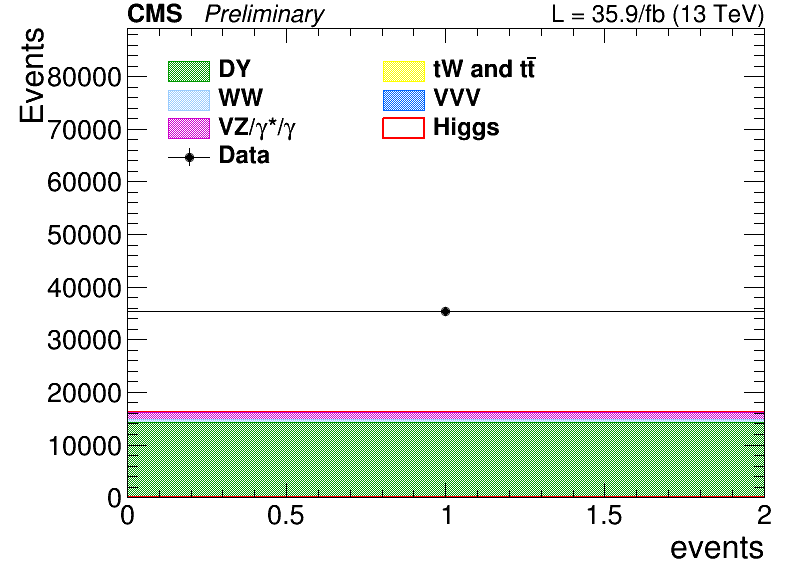 CMS Preliminary L = 35.9/fb (13 TeV)
Events
80000
70000
60000
50000
40000
30000
20000
10000
0
DY
tW and tt̄
WW
VVV
VZ/γ*/γ
Higgs
Data
0 0.5 1 1.5 2
events